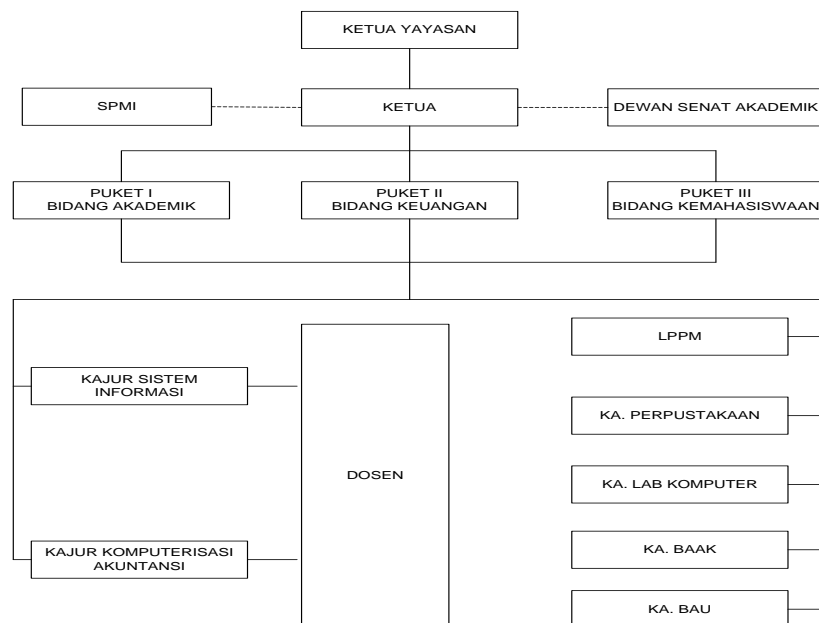 KETUA YAYASAN
SPMI
KETUA
DEWAN SENAT AKADEMIK
PUKET I
BIDANG AKADEMIK
PUKET II
BIDANG KEUANGAN
PUKET III
BIDANG KEMAHASISWAAN
KAJUR SISTEM
INFORMASI
KAJUR KOMPUTERISASI
AKUNTANSI
DOSEN
LPPM
KA. PERPUSTAKAAN
KA. LAB KOMPUTER
KA. BAAK
KA. BAU